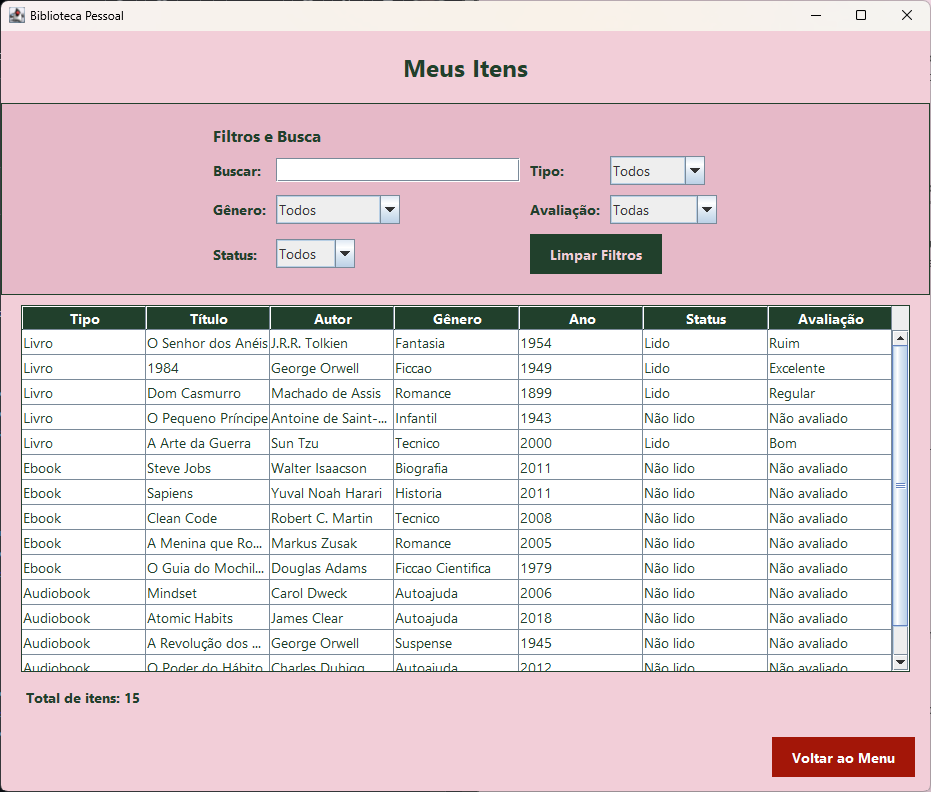 Biblioteca Pessoal
Meus Itens
Filtros e Busca
Buscar: Tipo: Todos
Gênero: Todos Avaliação: Todas
Status: Todos Limpar Filtros
Tipo Título Autor Gênero Ano Status Avaliação
Livro O Senhor dos Anéis J.R.R. Tolkien Fantasia 1954 Lido Ruim
Livro 1984 George Orwell Ficcao 1949 Lido Excelente
Livro Dom Casmurro Machado de Assis Romance 1899 Lido Regular
Livro O Pequeno Príncipe Antoine de Saint-... Infantil 1943 Não lido Não avaliado
Livro A Arte da Guerra Sun Tzu Tecnico 2000 Lido Bom
Ebook Steve Jobs Walter Isaacson Biografia 2011 Não lido Não avaliado
Ebook Sapiens Yuval Noah Harari Historia 2011 Não lido Não avaliado
Ebook Clean Code Robert C. Martin Tecnico 2008 Não lido Não avaliado
Ebook A Menina que Ro... Markus Zusak Romance 2005 Não lido Não avaliado
Ebook O Guia do Mochil... Douglas Adams Ficcao Cientifica 1979 Não lido Não avaliado
Audiobook Mindset Carol Dweck Autoajuda 2006 Não lido Não avaliado
Audiobook Atomic Habits James Clear Autoajuda 2018 Não lido Não avaliado
Audiobook A Revolução dos ... George Orwell Suspense 1945 Não lido Não avaliado
Audiobook O Poder do Hábito Charles Duhigg Autoajuda 2012 Não lido Não avaliado
Total de itens: 15
Voltar ao Menu